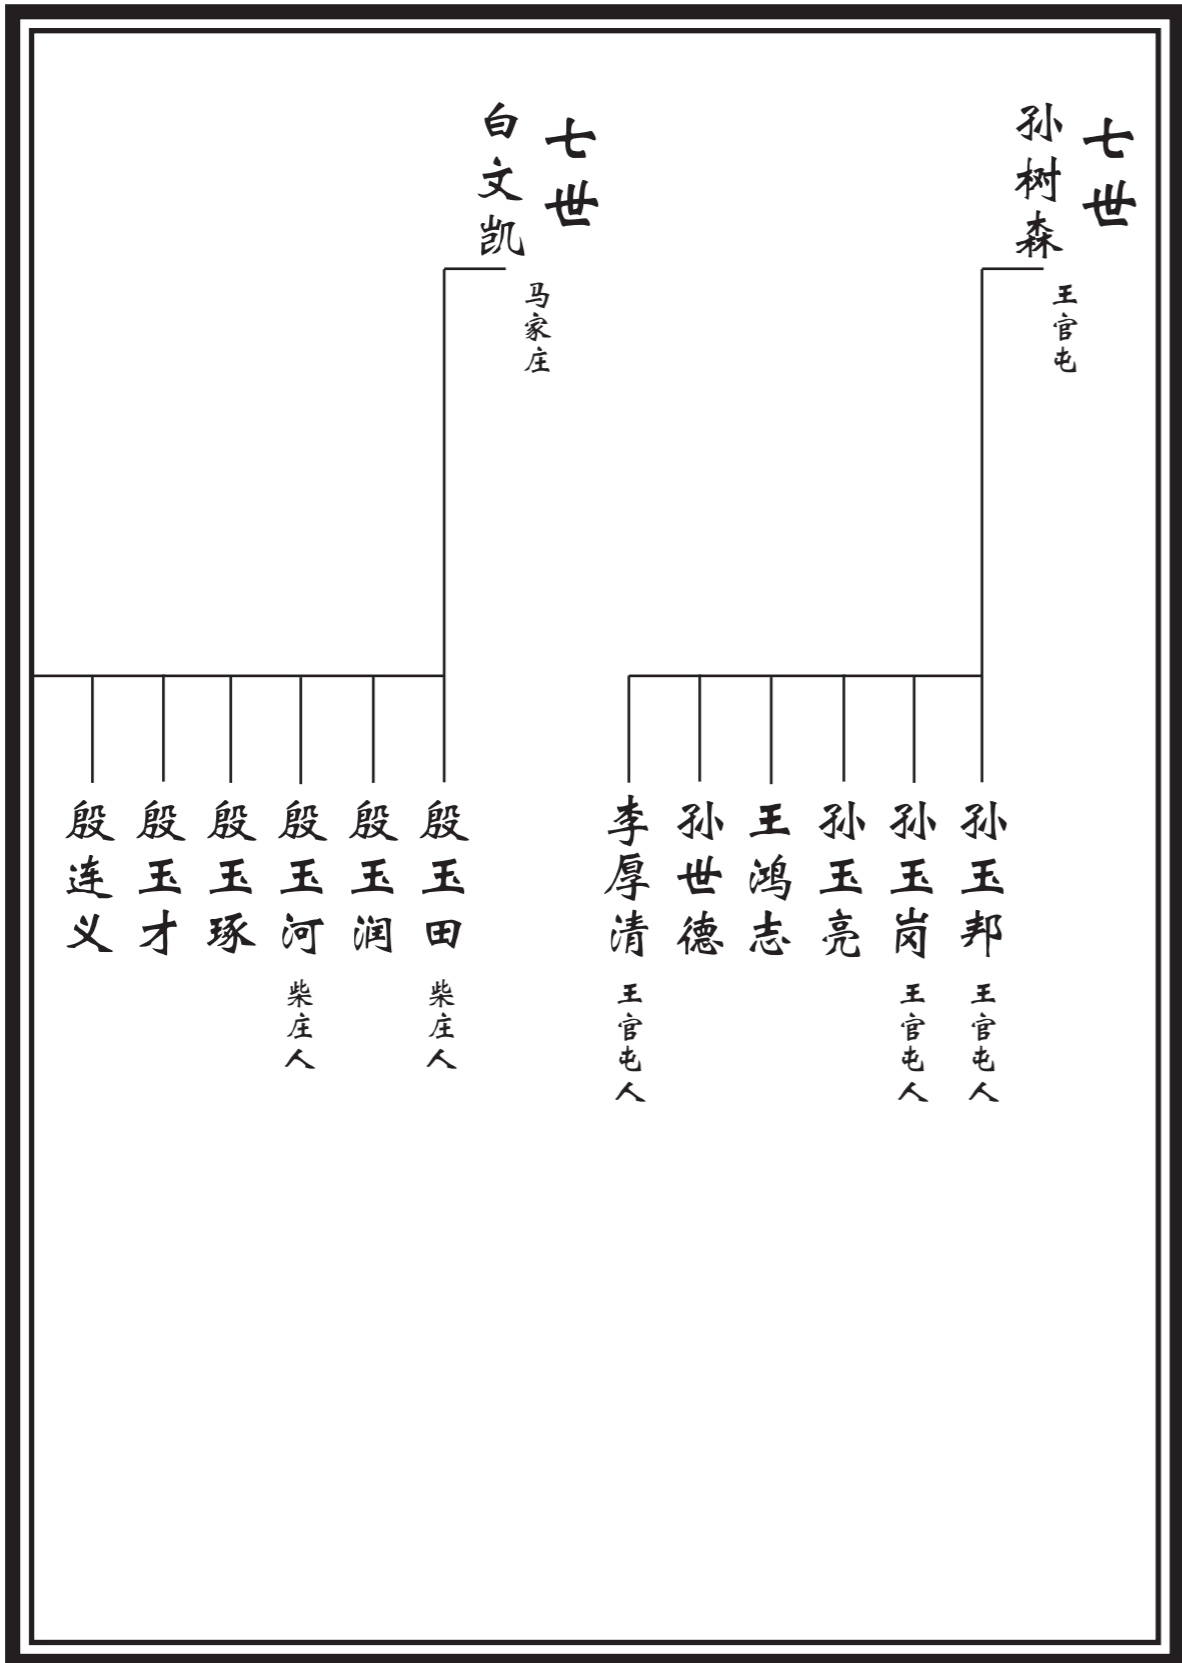 七世
孙树森
王官屯
孙玉邦
王官屯人
孙玉岗
王官屯人
孙玉亮
王鸿志
孙世德
李厚清
王官屯人
七世
白文凯
马家庄
殷玉田
柴庄人
殷玉润
殷玉河
柴庄人
殷玉琢
殷玉才
殷连义